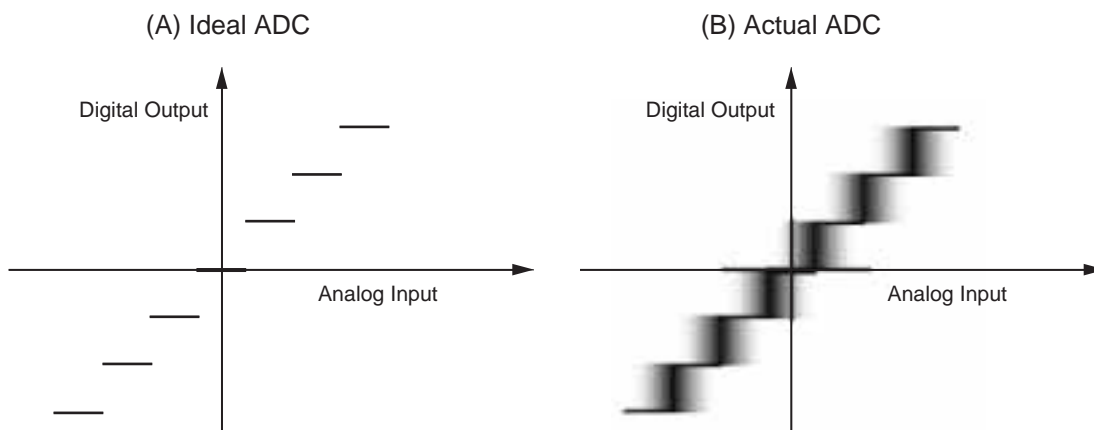 (A) Ideal ADC
Digital Output
Analog Input
(B) Actual ADC
Digital Output
Analog Input